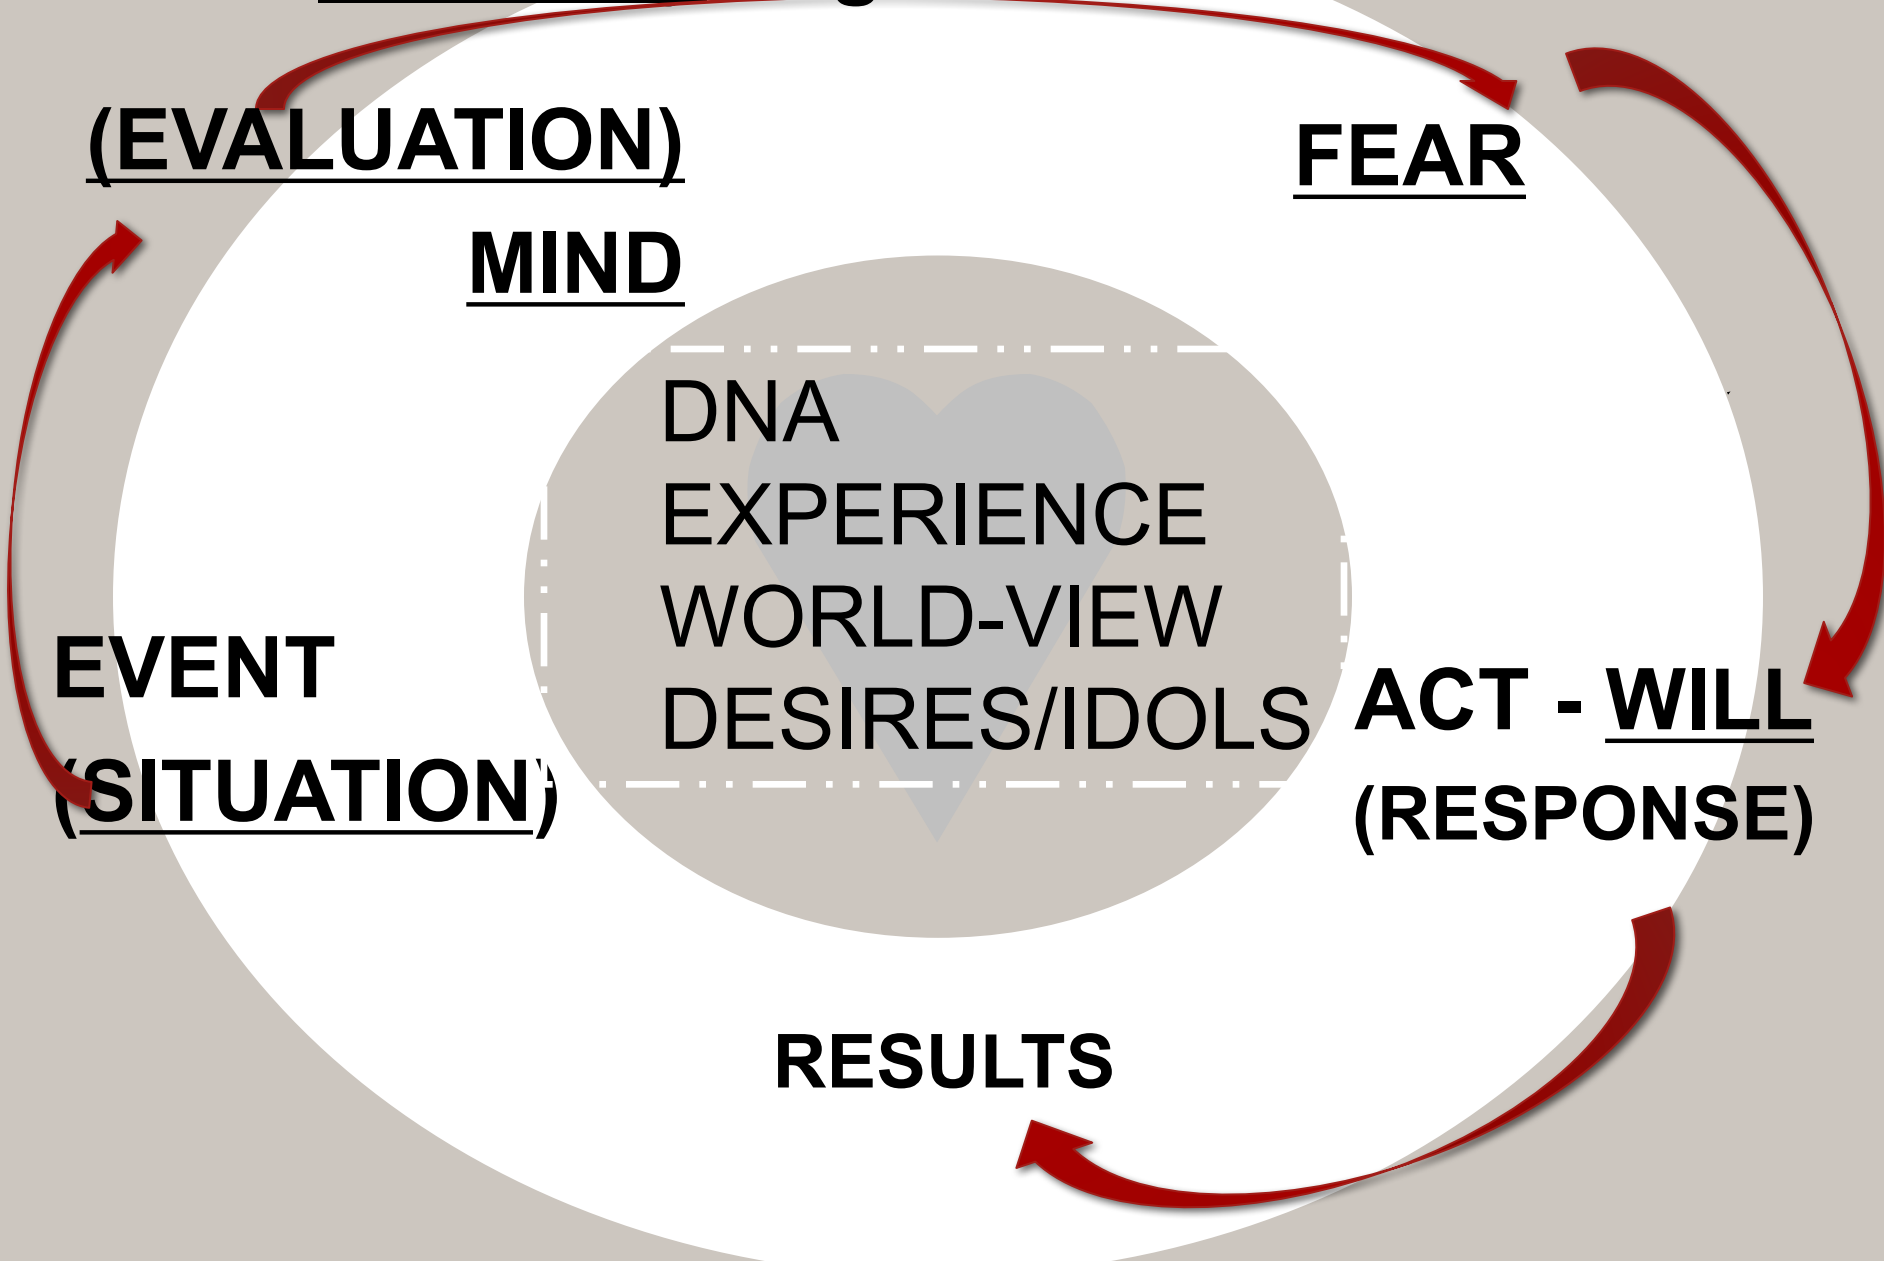 (EVALUATION)
MIND
FEAR
DNA
EXPERIENCE
WORLD-VIEW
DESIRES/IDOLS
EVENT
(SITUATION)
ACT - WILL
(RESPONSE)
RESULTS